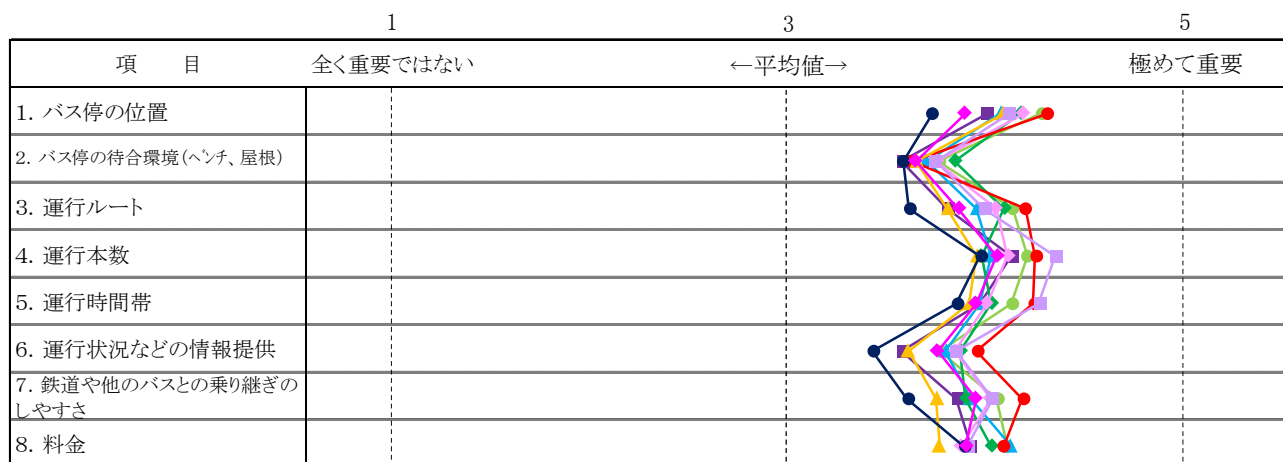 1 3 5
項　　目 全く重要ではない ←平均値→ 極めて重要
1．バス停の位置
2．バス停の待合環境(ベンチ、屋根)
3．運行ルート
4．運行本数
5．運行時間帯
6．運行状況などの情報提供
7．鉄道や他のバスとの乗り継ぎの
しやすさ
8．料金